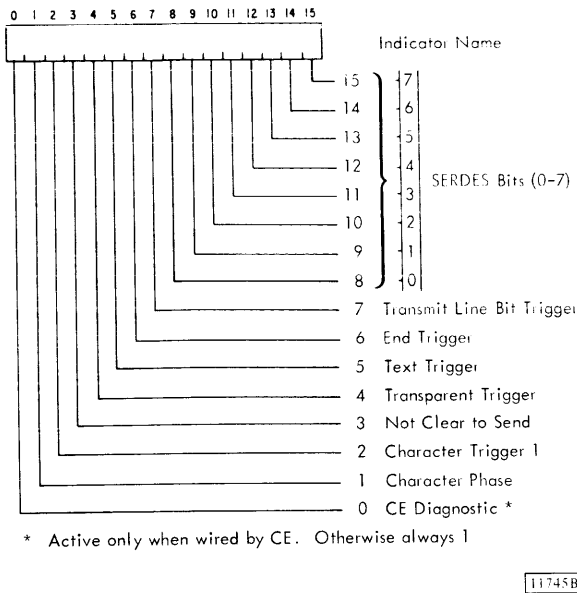 0 1 2 3 4 5 6 7 8 9 10 11 12 13 14 15
Indicator Name
15 7
14 6
13 5
12 4
SERDES Bits (0-7)
11 3
10 2
9 1
8 0
7 Transmit Line Bit Trigger
6 End Trigger
5 Text Trigger
4 Transparent Trigger
3 Not Clear to Send
2 Character Trigger 1
1 Character Phase
0 CE Diagnostic *
* Active only when wired by CE. Otherwise always 1
11745B